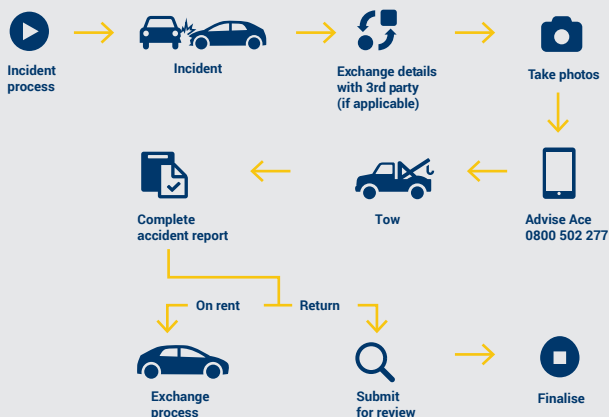 Incident
process
Incident
Exchange details
with 3rd party
(if applicable)
Take photos
Advise Ace
0800 502 277
Tow
Complete
accident report
On rent
Return
Exchange
process
Submit
for review
Finalise